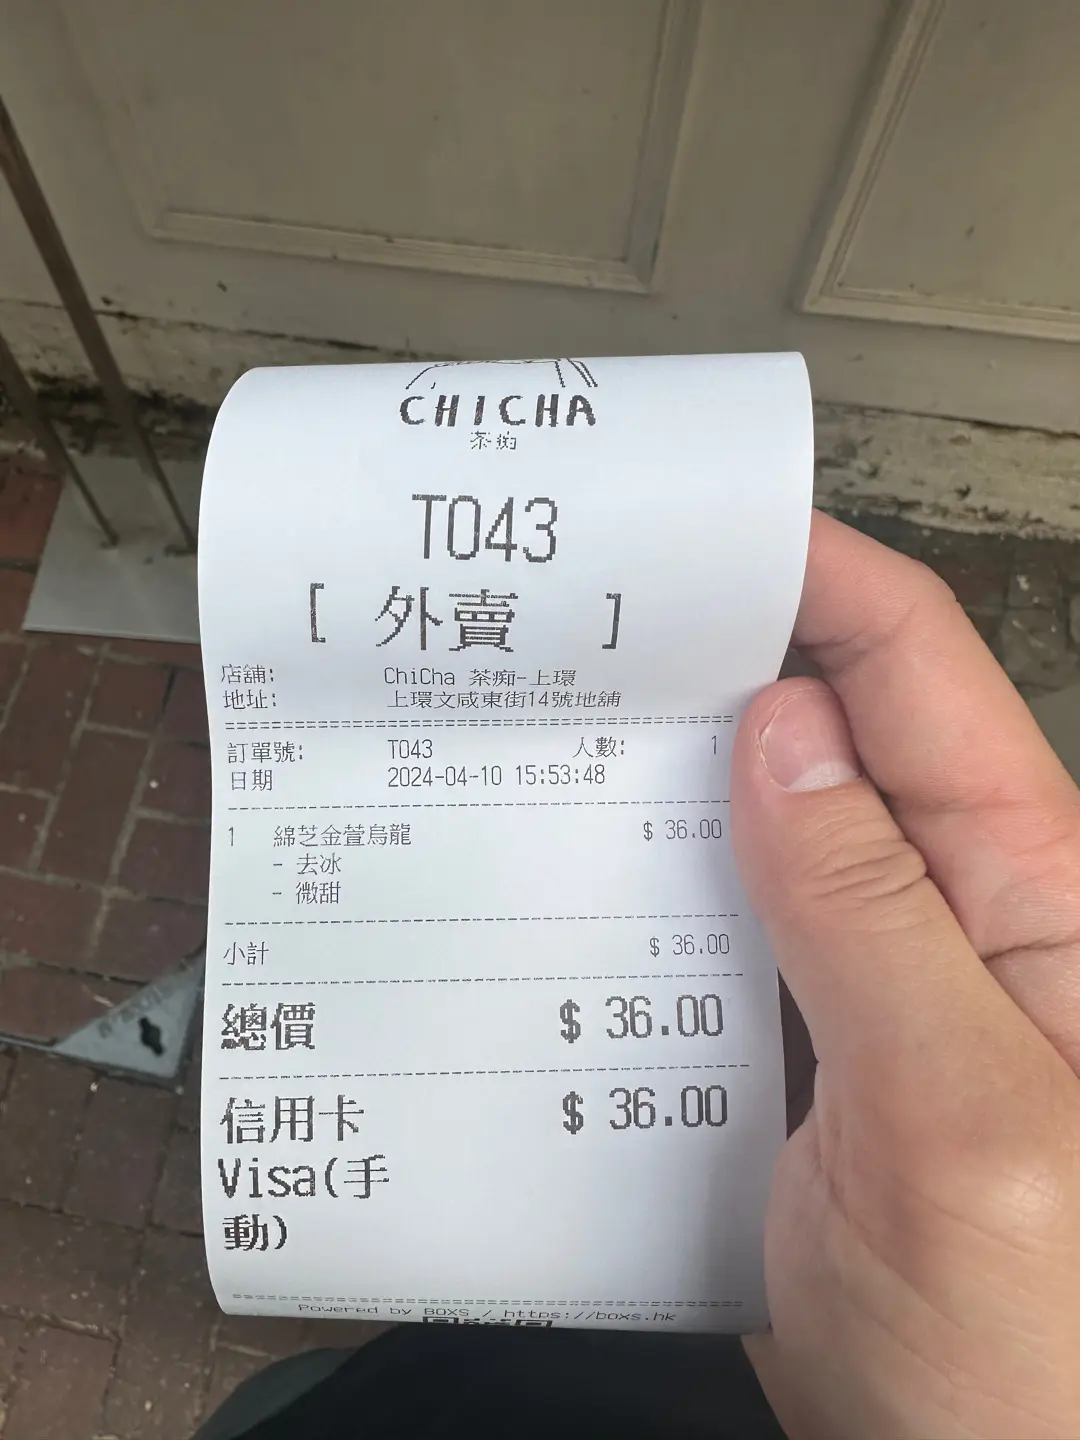 CHICHA
茶痴
T043
[ 外賣 ]
店舖: ChiCha 茶痴-上環
地址: 上環文咸東街14號地舖
訂單號: T043 人數: 1
日期 2024-04-10 15:53:48
1 綿芝金萱烏龍 $ 36.00
- 去冰
- 微甜
小計 $ 36.00
總價 $ 36.00
信用卡 $ 36.00
Visa(手
動)
Powered by BOXS / https://boxs.hk